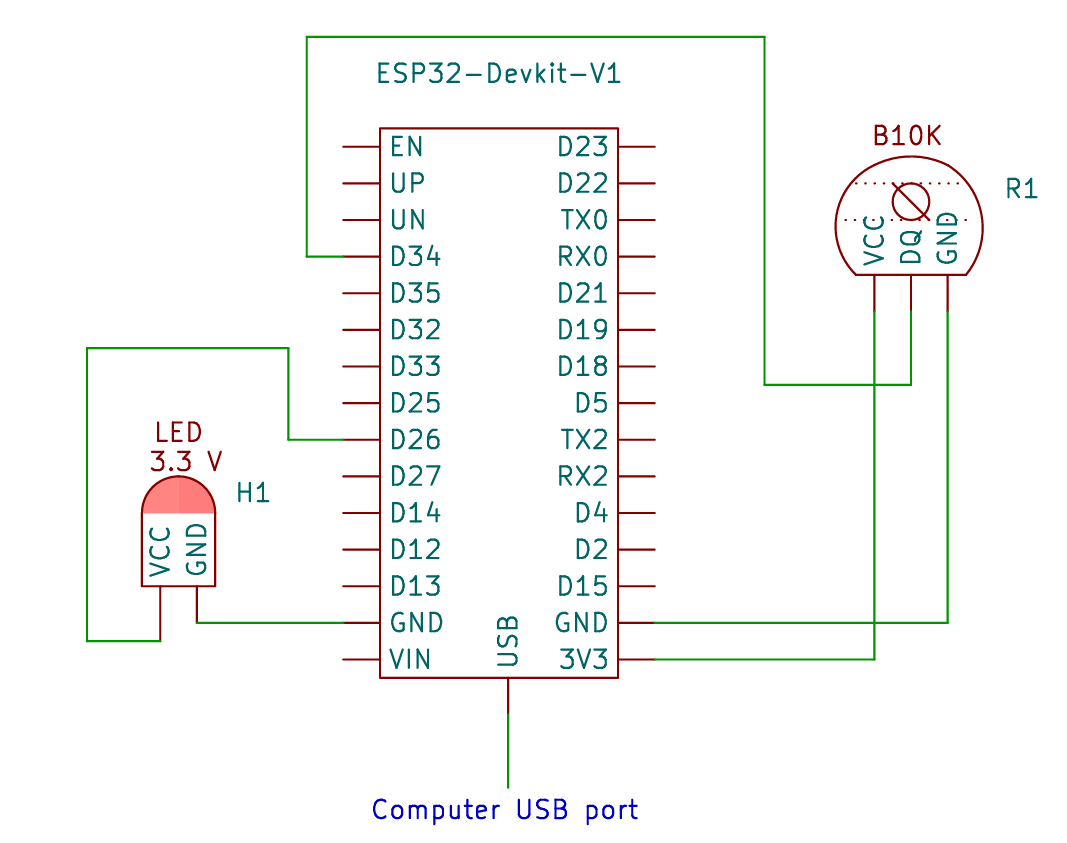 ESP32-Devkit-V1
B10K
R1
VCC
DQ
GND
EN
UP
UN
D34
D35
D32
D33
D25
D26
D27
D14
D12
D13
GND
VIN
D23
D22
TX0
RX0
D21
D19
D18
D5
TX2
RX2
D4
D2
D15
GND
3V3
USB
LED
3.3 V
H1
VCC
GND
Computer USB port